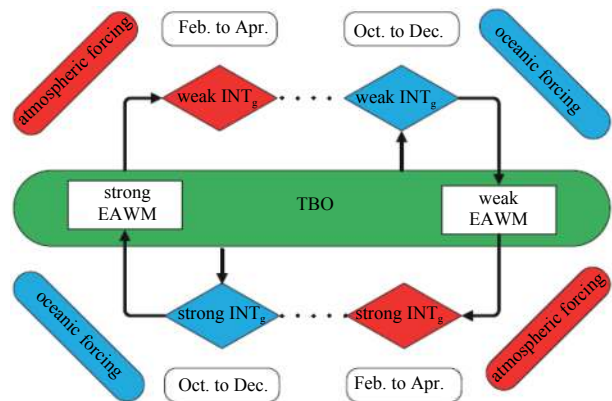 Feb. to Apr.
Oct. to Dec.
atmospheric forcing
oceanic forcing
weak INTg
weak INTg
strong
EAWM
TBO
weak
EAWM
oceanic forcing
strong INTg
strong INTg
atmospheric forcing
Oct. to Dec.
Feb. to Apr.